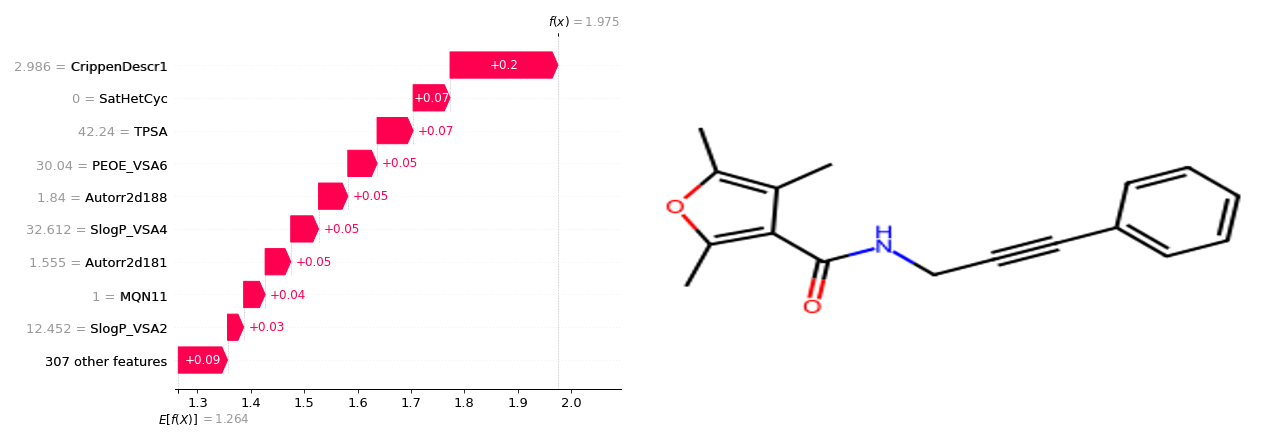 f(x) = 1.975
2.986 = CrippenDescr1
+0.2
0 = SatHetCyc
+0.07
42.24 = TPSA
+0.07
30.04 = PEOE_VSA6
+0.05
1.84 = Autorr2d188
+0.05
32.612 = SlogP_VSA4
+0.05
1.555 = Autorr2d181
+0.05
1 = MQN11
+0.04
12.452 = SlogP_VSA2
+0.03
307 other features
+0.09
1.3 1.4 1.5 1.6 1.7 1.8 1.9 2.0
E[f(X)] = 1.264
O
H
N
O